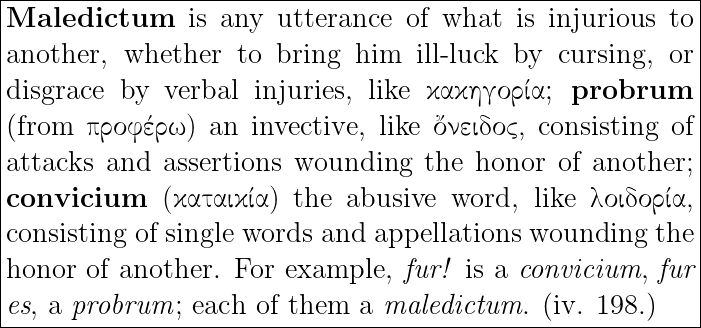 Maledictum is any utterance of what is injurious to
another, whether to bring him ill-luck by cursing, or
disgrace by verbal injuries, like κακηγορία; probrum
(from προφέρω) an invective, like ὄνειδος, consisting of
attacks and assertions wounding the honor of another;
convicium (καταικία) the abusive word, like λοιδορία,
consisting of single words and appellations wounding the
honor of another. For example, fur! is a convicium, fur
es, a probrum; each of them a maledictum. (iv. 198.)